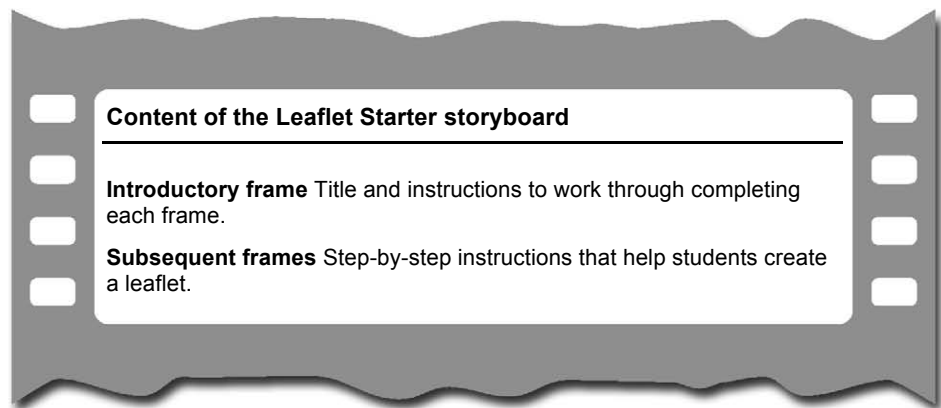 Content of the Leaflet Starter storyboard
Introductory frame Title and instructions to work through completing
each frame.
Subsequent frames Step-by-step instructions that help students create
a leaflet.